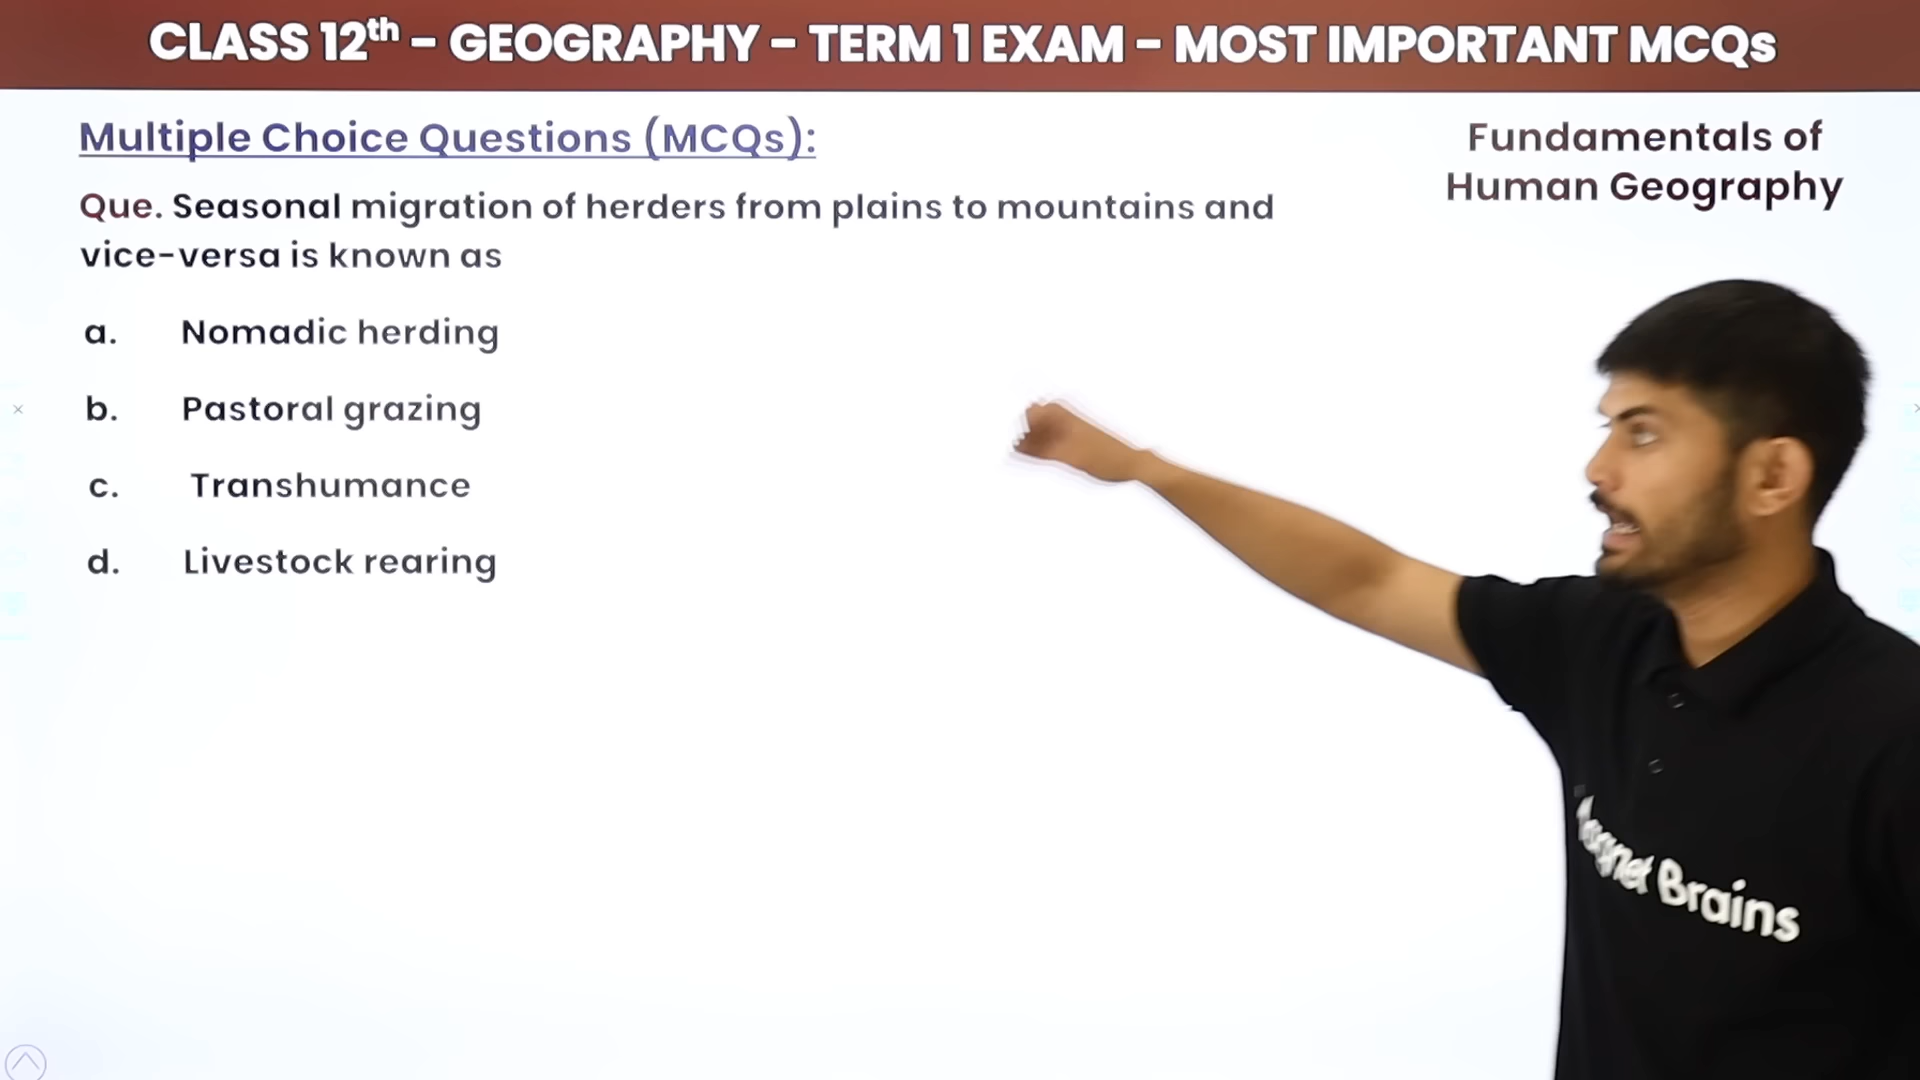 CLASS 12th - GEOGRAPHY - TERM 1 EXAM - MOST IMPORTANT MCQs
Multiple Choice Questions (MCQs):
Fundamentals of
Human Geography
Que. Seasonal migration of herders from plains to mountains and
vice-versa is known as
a. Nomadic herding
b. Pastoral grazing
c. Transhumance
d. Livestock rearing
Magnet Brains